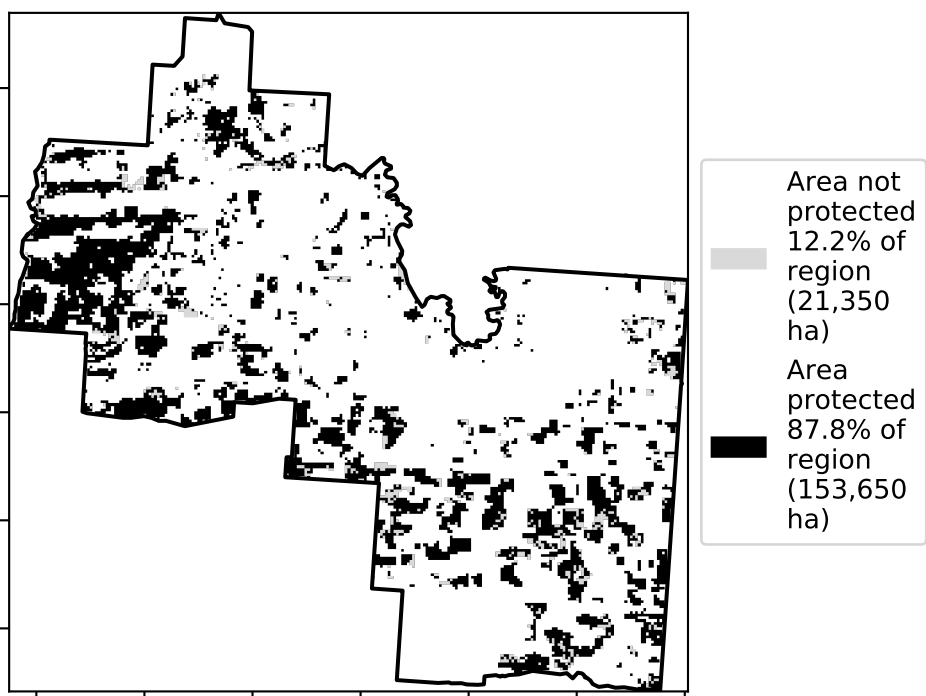 Area not
protected
12.2% of
region
(21,350
ha)
Area
protected
87.8% of
region
(153,650
ha)